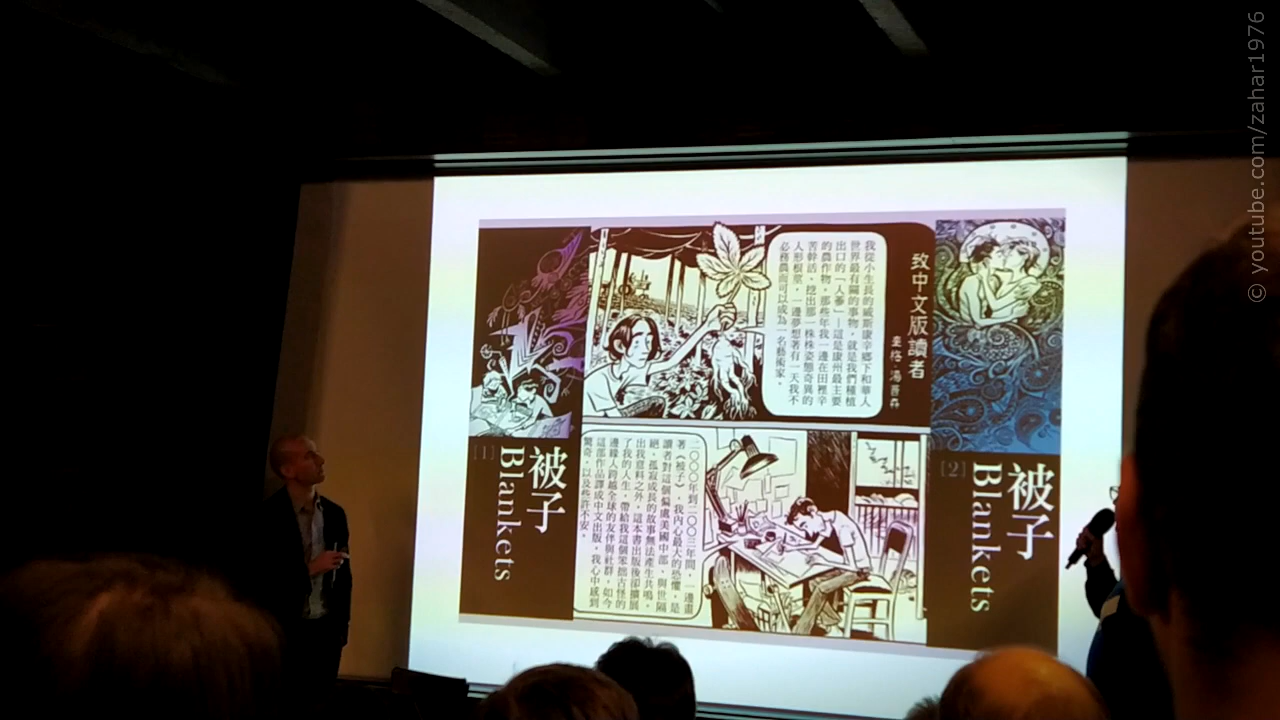 © youtube.com/zahar1976
被子
Blankets
[2]
致中文版讀者
奎格·湯普森
我從小生長的威斯康辛鄉下和華人
世界最有關的事物，就是我們種植
出口的「人蔘」—這是康州最主要
的農作物。那些年我一邊在田裡辛
苦幹活、挖出那一株株姿態奇異的
人形根莖，一邊夢想著有一天我不
必務農而可以成為一名藝術家。
二〇〇〇年到二〇〇三年間，一邊畫
著《被子》，我內心最大的恐懼，是
讀者對這個偏處美國中部、與世隔
絕、孤寂成長的故事無法產生共鳴。
出我意料之外，這本書出版後卻擴展
了我的人生，帶給我這個笨拙古怪的
邊緣人跨越全球的友伴與社群，如今
這部作品譯成中文出版，我心中感到
驚奇，以及些許不安。
被子
Blankets
[1]